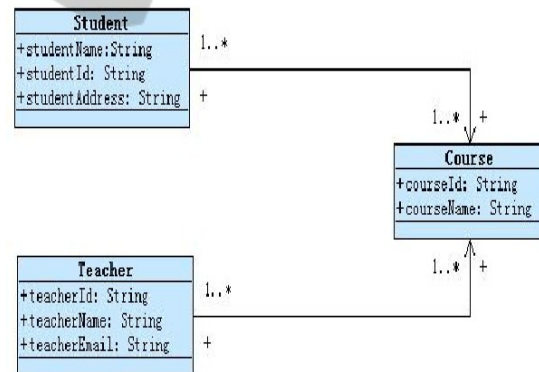 Student
+studentName:String
+studentId: String
+studentAddress: String
1..*
+
1..* +
Course
+courseId: String
+courseName: String
1..* +
Teacher
+teacherId: String
+teacherName: String
+teacherEmail: String
1..*
+